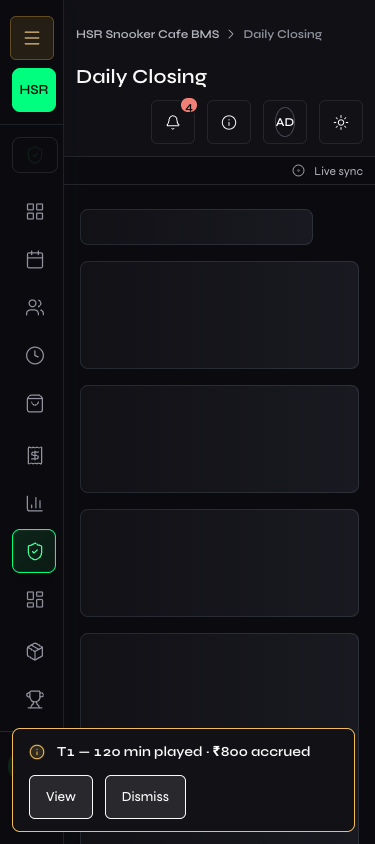 HSR Snooker Cafe BMS > Daily Closing
HSR
Daily Closing
4
AD
Live sync
T1 — 120 min played · ₹800 accrued
View
Dismiss